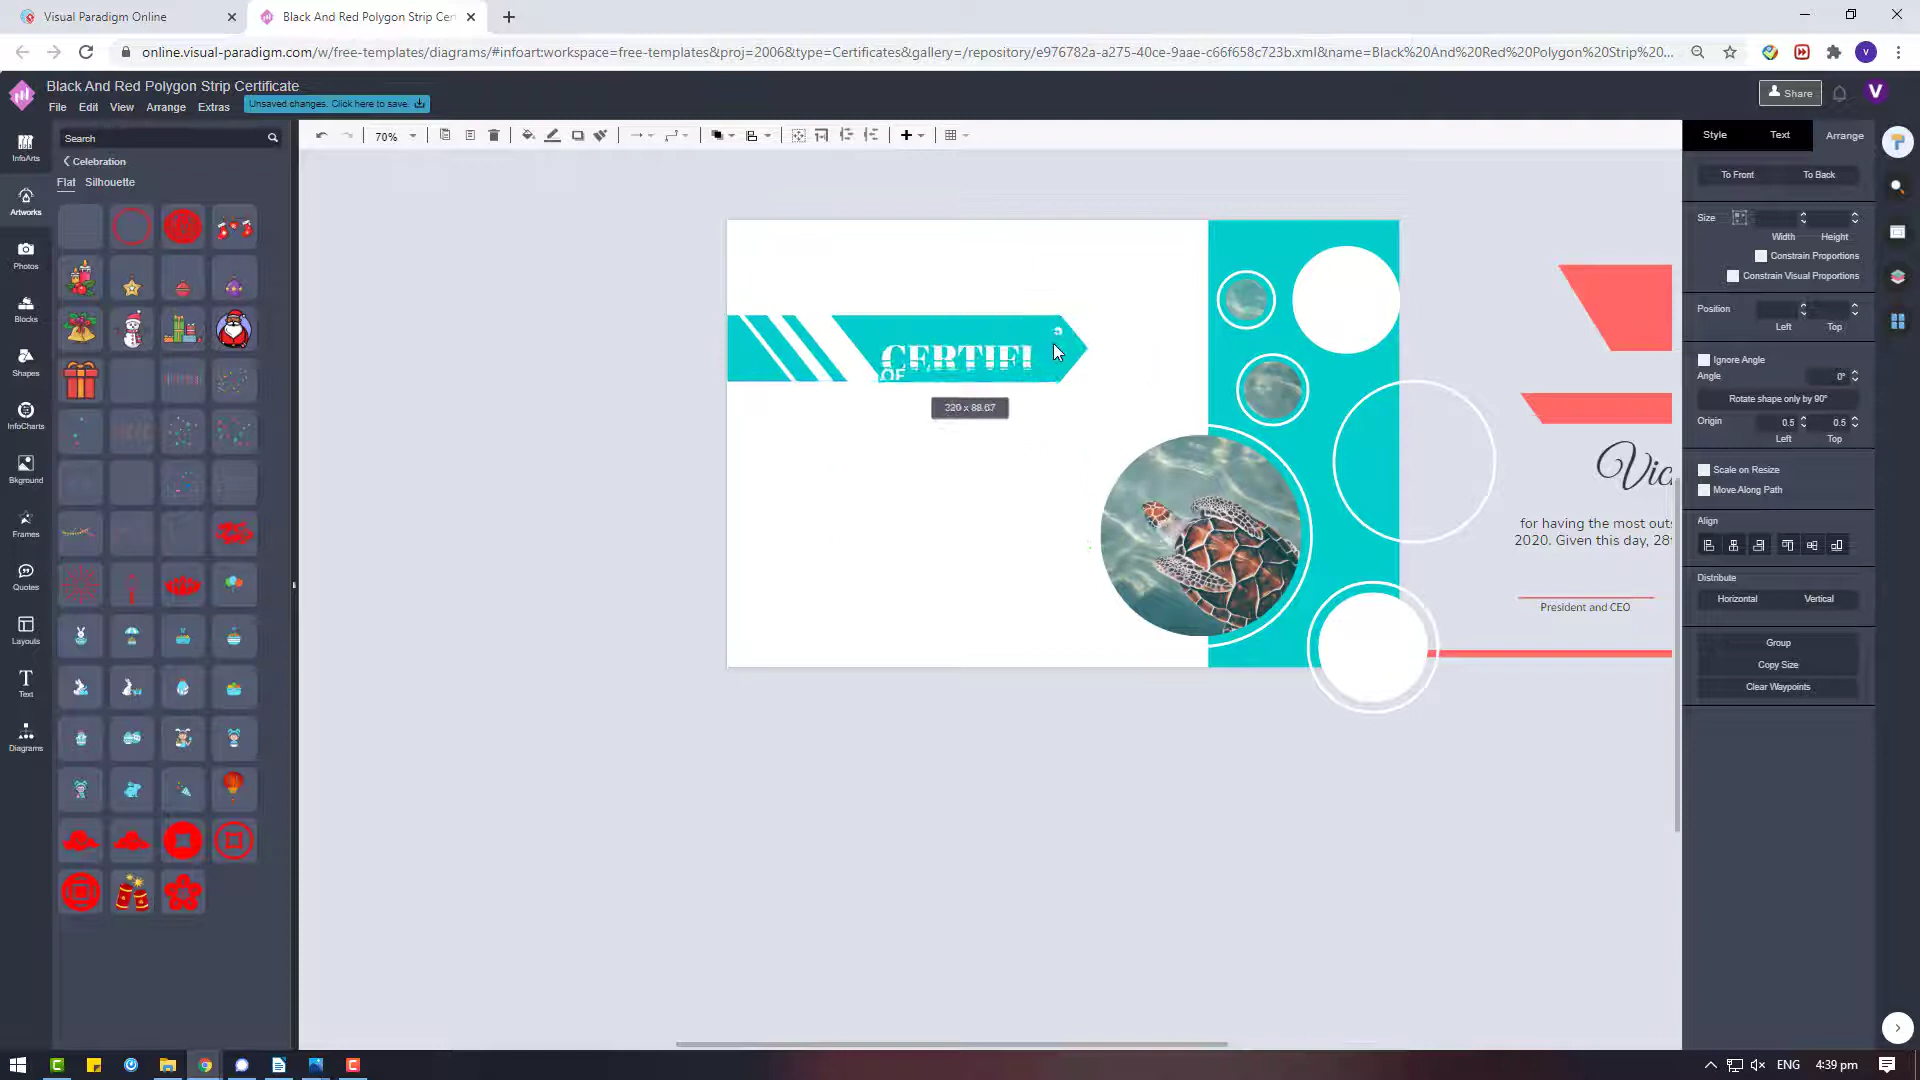 Visual Paradigm Online
Black And Red Polygon Strip Cer
online.visual-paradigm.com/w/free-templates/diagrams/#infoart:workspace=free-templates&proj=2006&type=Certificates&gallery=/repository/e976782a-a275-40ce-9aae-c66f658c723b.xml&name=Black%20And%20Red%20Polygon%20Strip%20...
V
Black And Red Polygon Strip Certificate
File Edit View Arrange Extras
Unsaved changes. Click here to save.
Share
V
InfoArts
Artworks
Photos
Blocks
Shapes
InfoCharts
Bkground
Frames
Quotes
Layouts
Text
Diagrams
Search
Celebration
Flat Silhouette
70%
CERTIFI
OF
220 x 88.67
Vic
for having the most outs
2020. Given this day, 28t
President and CEO
Style Text Arrange
To Front To Back
Size
Width Height
Constrain Proportions
Constrain Visual Proportions
Position
Left Top
Ignore Angle
Angle 0°
Rotate shape only by 90°
Origin 0.5 0.5
Left Top
Scale on Resize
Move Along Path
Align
Distribute
Horizontal Vertical
Group
Copy Size
Clear Waypoints
ENG 4:39 pm